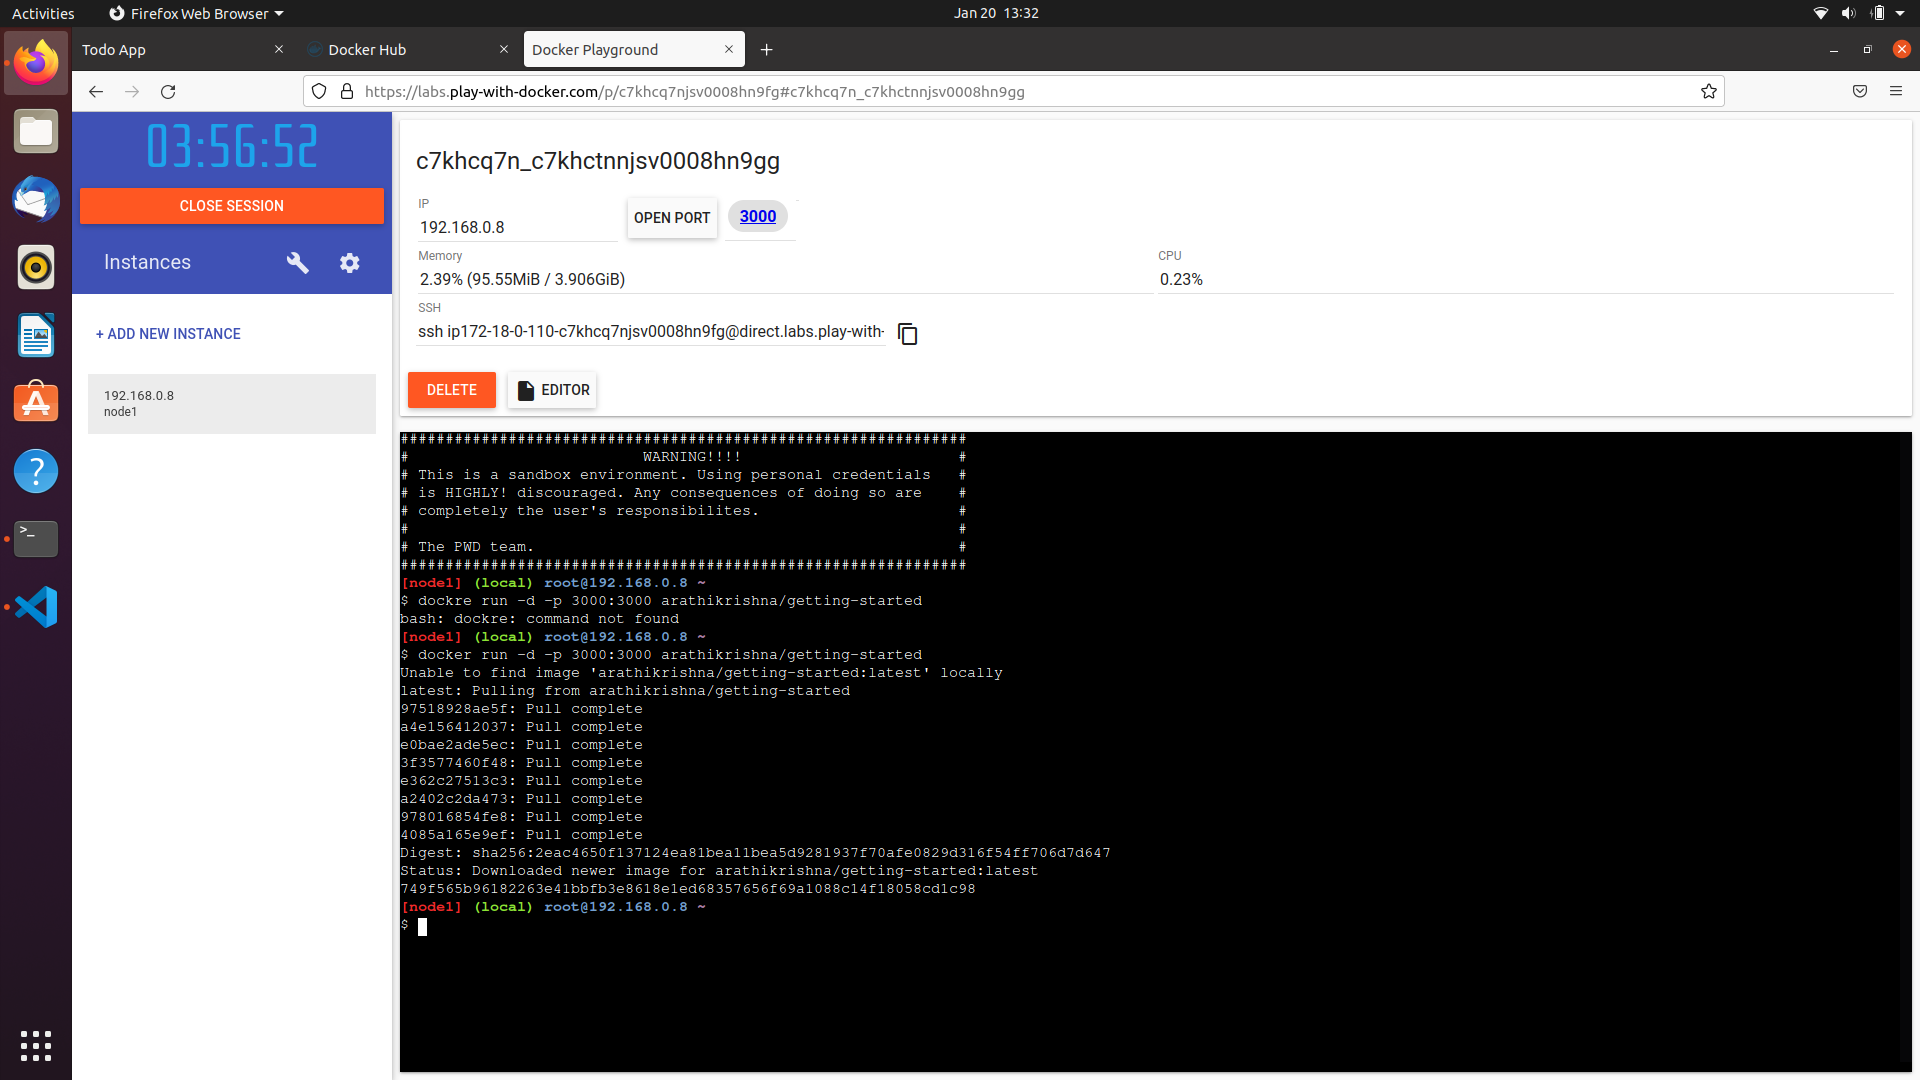 Activities
Firefox Web Browser
Jan 20 13:32
Todo App
Docker Hub
Docker Playground
https://labs.play-with-docker.com/p/c7khcq7njsv0008hn9fg#c7khcq7n_c7khctnnjsv0008hn9gg
03:56:52
CLOSE SESSION
Instances
+ ADD NEW INSTANCE
192.168.0.8
node1
c7khcq7n_c7khctnnjsv0008hn9gg
IP
192.168.0.8
OPEN PORT
3000
Memory
2.39% (95.55MiB / 3.906GiB)
CPU
0.23%
SSH
ssh ip172-18-0-110-c7khcq7njsv0008hn9fg@direct.labs.play-with-
DELETE
EDITOR
###############################################################
# WARNING!!!! #
# This is a sandbox environment. Using personal credentials #
# is HIGHLY! discouraged. Any consequences of doing so are #
# completely the user's responsibilites. #
# #
# The PWD team. #
###############################################################
[node1] (local) root@192.168.0.8 ~
$ dockre run -d -p 3000:3000 arathikrishna/getting-started
bash: dockre: command not found
[node1] (local) root@192.168.0.8 ~
$ docker run -d -p 3000:3000 arathikrishna/getting-started
Unable to find image 'arathikrishna/getting-started:latest' locally
latest: Pulling from arathikrishna/getting-started
97518928ae5f: Pull complete
a4e156412037: Pull complete
e0bae2ade5ec: Pull complete
3f3577460f48: Pull complete
e362c27513c3: Pull complete
a2402c2da473: Pull complete
978016854fe8: Pull complete
4085a165e9ef: Pull complete
Digest: sha256:2eac4650f137124ea81bea11bea5d9281937f70afe0829d316f54ff706d7d647
Status: Downloaded newer image for arathikrishna/getting-started:latest
749f565b96182263e41bbfb3e8618e1ed68357656f69a1088c14f18058cd1c98
[node1] (local) root@192.168.0.8 ~
$